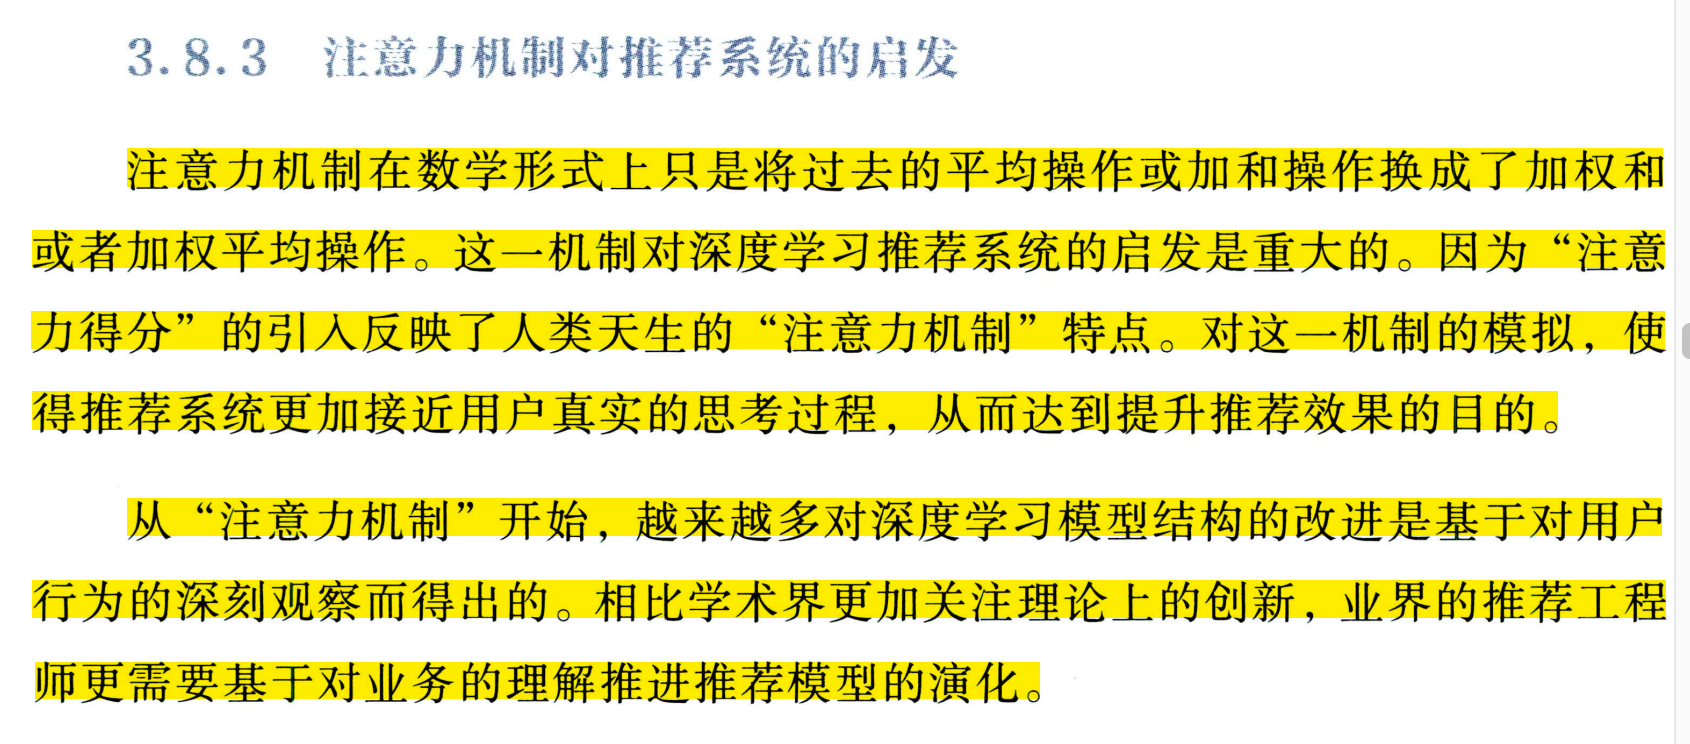 3.8.3 注意力机制对推荐系统的启发
注意力机制在数学形式上只是将过去的平均操作或加和操作换成了加权和
或者加权平均操作。这一机制对深度学习推荐系统的启发是重大的。因为“注意
力得分”的引入反映了人类天生的“注意力机制”特点。对这一机制的模拟，使
得推荐系统更加接近用户真实的思考过程，从而达到提升推荐效果的目的。
从“注意力机制”开始，越来越多对深度学习模型结构的改进是基于对用户
行为的深刻观察而得出的。相比学术界更加关注理论上的创新，业界的推荐工程
师更需要基于对业务的理解推进推荐模型的演化。